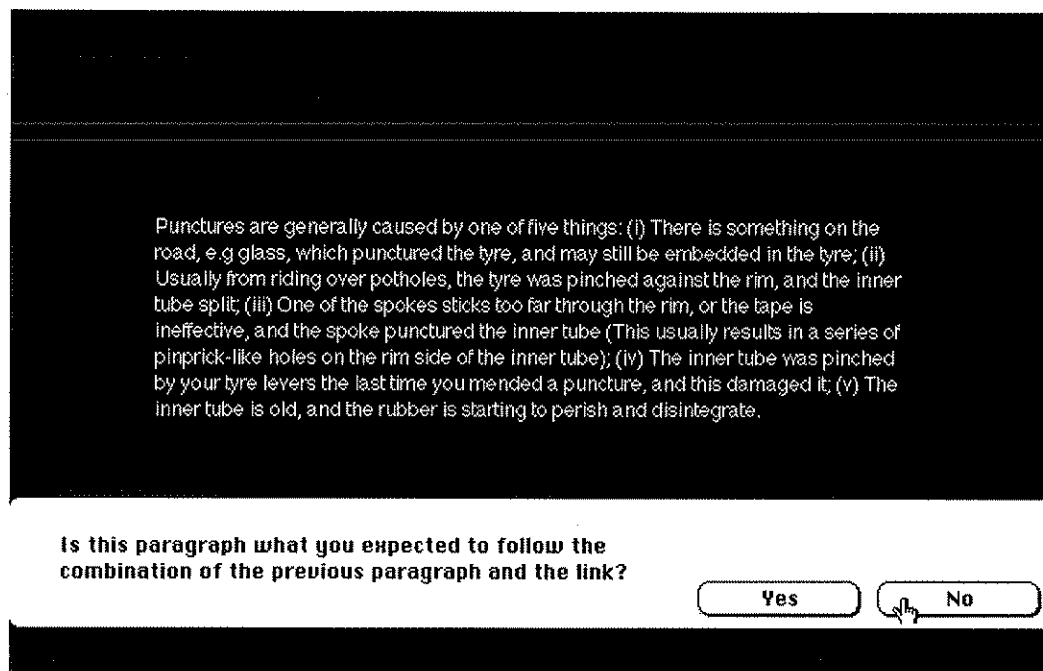 Punctures are generally caused by one of five things: (i) There is something on the
road, e.g glass, which punctured the tyre, and may still be embedded in the tyre; (ii)
Usually from riding over potholes, the tyre was pinched against the rim, and the inner
tube split; (iii) One of the spokes sticks too far through the rim, or the tape is
ineffective, and the spoke punctured the inner tube (This usually results in a series of
pinprick-like holes on the rim side of the inner tube); (iv) The inner tube was pinched
by your tyre levers the last time you mended a puncture, and this damaged it; (v) The
inner tube is old, and the rubber is starting to perish and disintegrate.
Is this paragraph what you expected to follow the
combination of the previous paragraph and the link?
Yes No